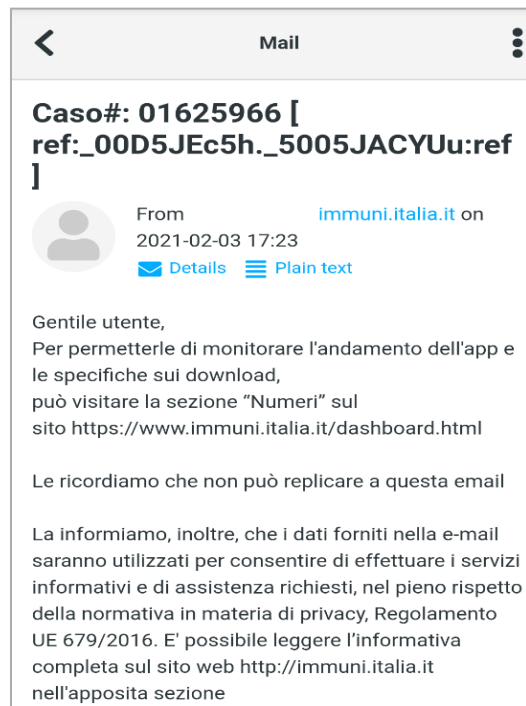 Mail
Caso#: 01625966 [
ref:_00D5JEc5h._5005JACYUu:ref
]
From immuni.italia.it on
2021-02-03 17:23
Details Plain text
Gentile utente,
Per permetterle di monitorare l'andamento dell'app e
le specifiche sui download,
può visitare la sezione “Numeri” sul
sito https://www.immuni.italia.it/dashboard.html
Le ricordiamo che non può replicare a questa email
La informiamo, inoltre, che i dati forniti nella e-mail
saranno utilizzati per consentire di effettuare i servizi
informativi e di assistenza richiesti, nel pieno rispetto
della normativa in materia di privacy, Regolamento
UE 679/2016. E' possibile leggere l’informativa
completa sul sito web http://immuni.italia.it
nell'apposita sezione